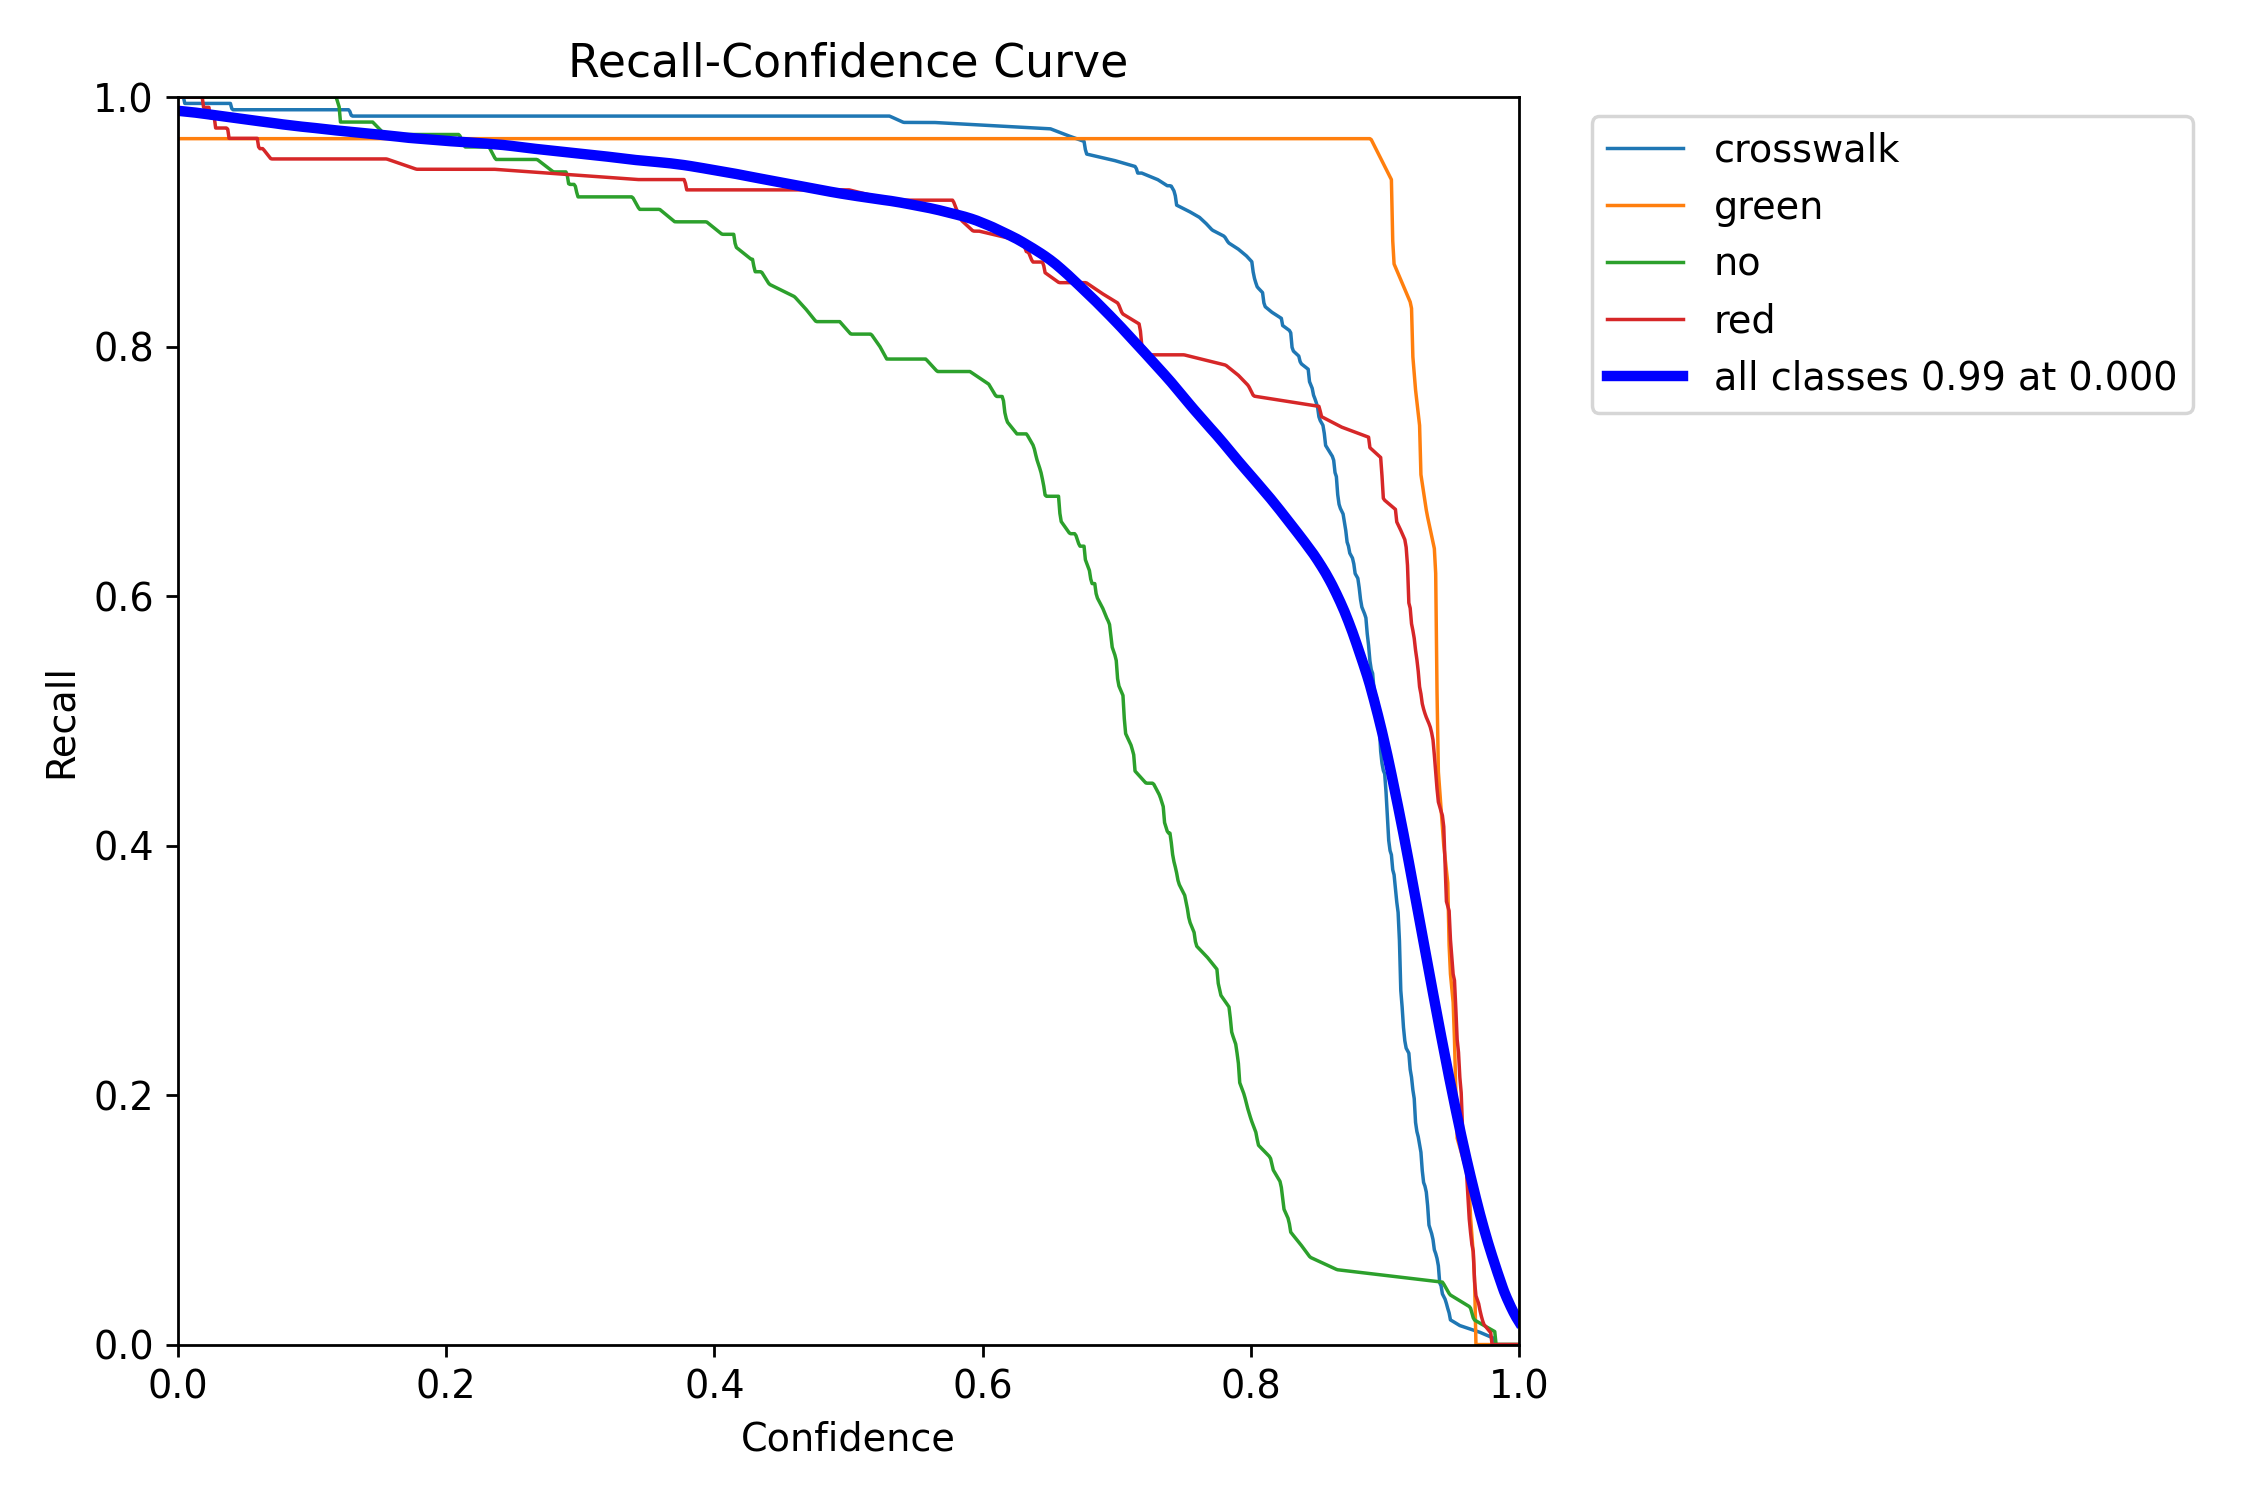 Recall-Confidence Curve
1.0
0.8
0.6
0.4
0.2
0.0
Recall
0.0 0.2 0.4 0.6 0.8 1.0
Confidence
crosswalk
green
no
red
all classes 0.99 at 0.000